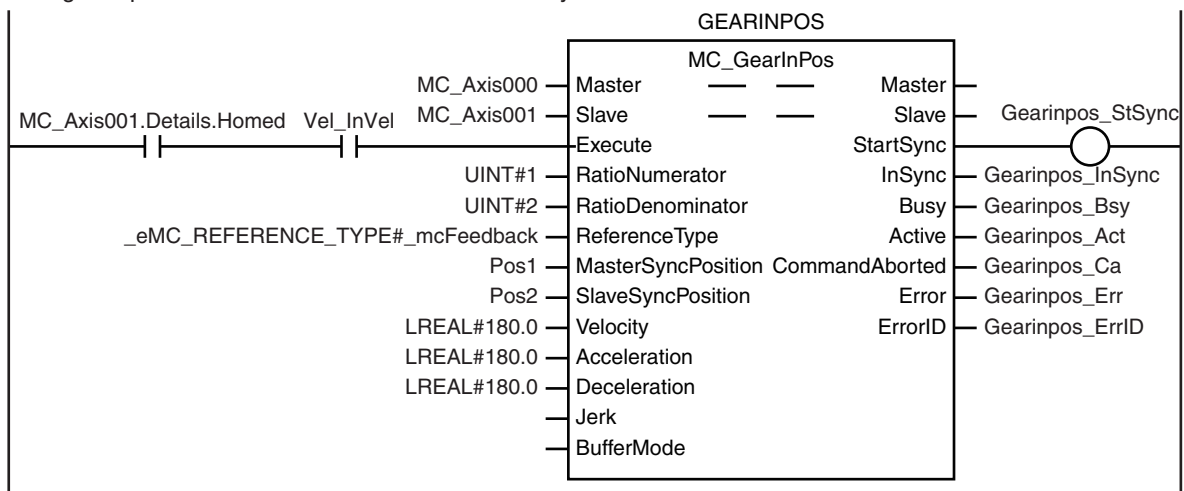 GEARINPOS
MC_GearInPos
MC_Axis000 Master Master
MC_Axis001 Slave Slave
MC_Axis001.Details.Homed Vel_InVel Execute StartSync Gearinpos_StSync
UINT#1 RatioNumerator InSync Gearinpos_InSync
UINT#2 RatioDenominator Busy Gearinpos_Bsy
_eMC_REFERENCE_TYPE#_mcFeedback ReferenceType Active Gearinpos_Act
Pos1 MasterSyncPosition CommandAborted Gearinpos_Ca
Pos2 SlaveSyncPosition Error Gearinpos_Err
LREAL#180.0 Velocity ErrorID Gearinpos_ErrID
LREAL#180.0 Acceleration
LREAL#180.0 Deceleration
Jerk
BufferMode